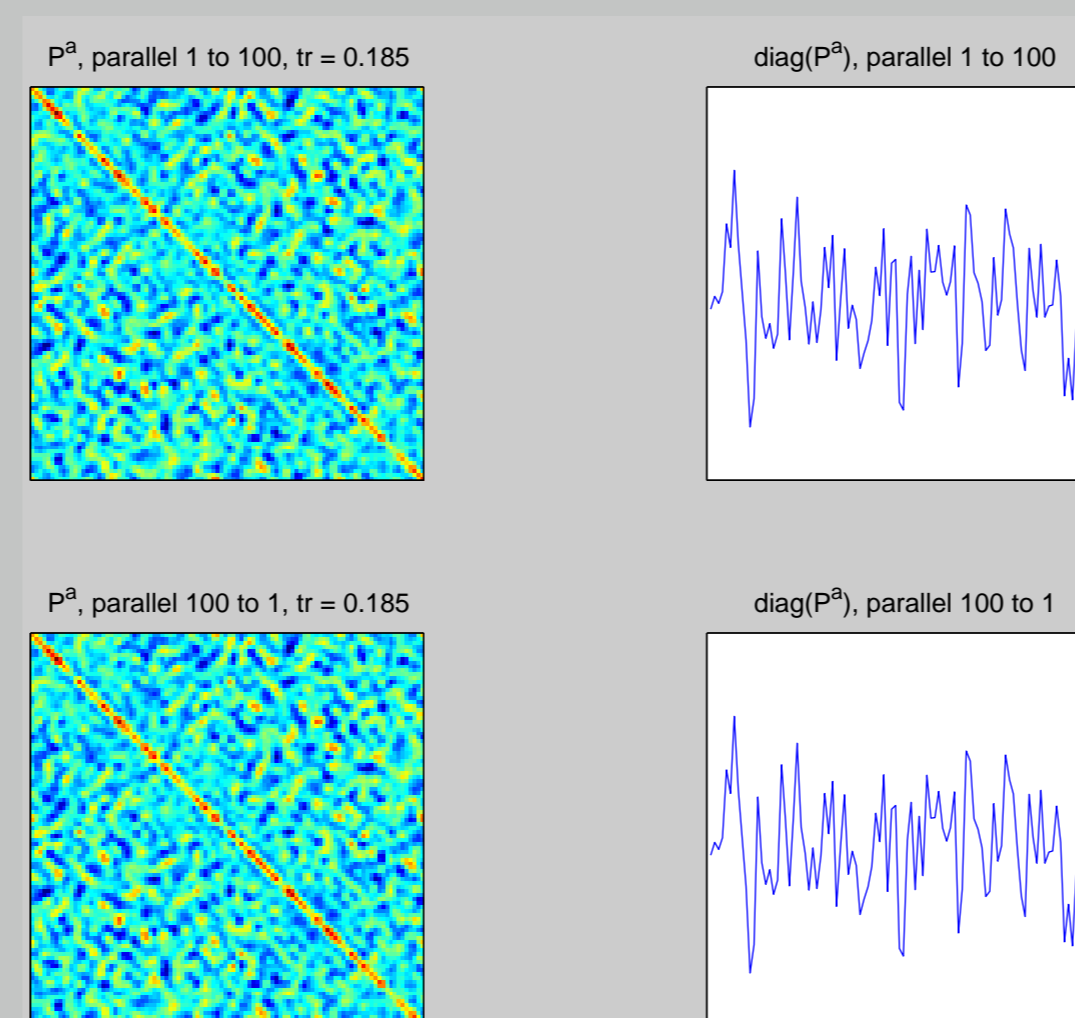 Pᵃ, parallel 1 to 100, tr = 0.185
diag(Pᵃ), parallel 1 to 100
Pᵃ, parallel 100 to 1, tr = 0.185
diag(Pᵃ), parallel 100 to 1